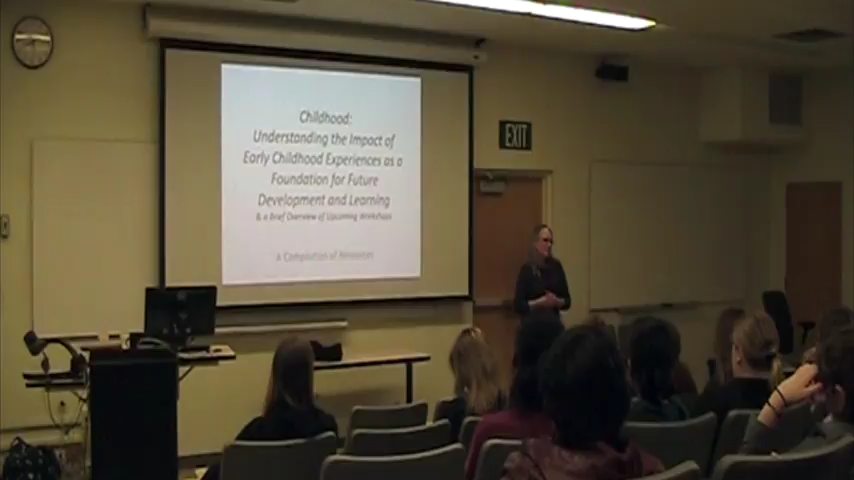 Childhood:
Understanding the Impact of
Early Childhood Experiences as a
Foundation for Future
Development and Learning
& a Brief Overview of Upcoming Workshops
A Compilation of Resources
EXIT